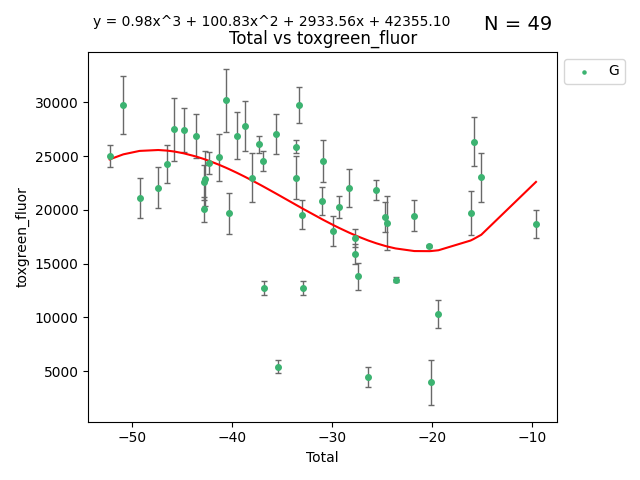 y = 0.98x^3 + 100.83x^2 + 2933.56x + 42355.10
N = 49
Total vs toxgreen_fluor
G
30000
25000
20000
15000
10000
5000
toxgreen_fluor
−50
−40
−30
−20
−10
Total